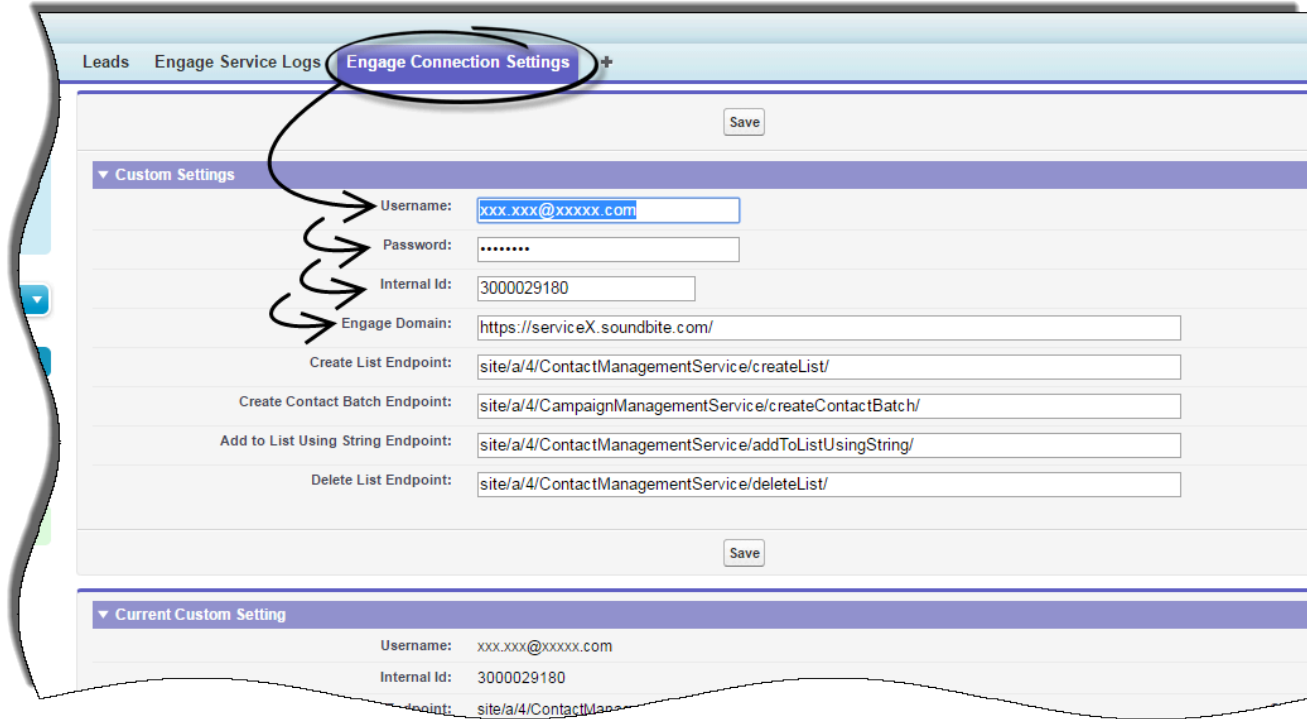 Leads Engage Service Logs Engage Connection Settings +
Save
Custom Settings
Username: xxx.xxx@xxxxx.com
Password: ••••••••
Internal Id: 3000029180
Engage Domain: https://serviceX.soundbite.com/
Create List Endpoint: site/a/4/ContactManagementService/createList/
Create Contact Batch Endpoint: site/a/4/CampaignManagementService/createContactBatch/
Add to List Using String Endpoint: site/a/4/ContactManagementService/addToListUsingString/
Delete List Endpoint: site/a/4/ContactManagementService/deleteList/
Save
Current Custom Setting
Username: xxx.xxx@xxxxx.com
Internal Id: 3000029180